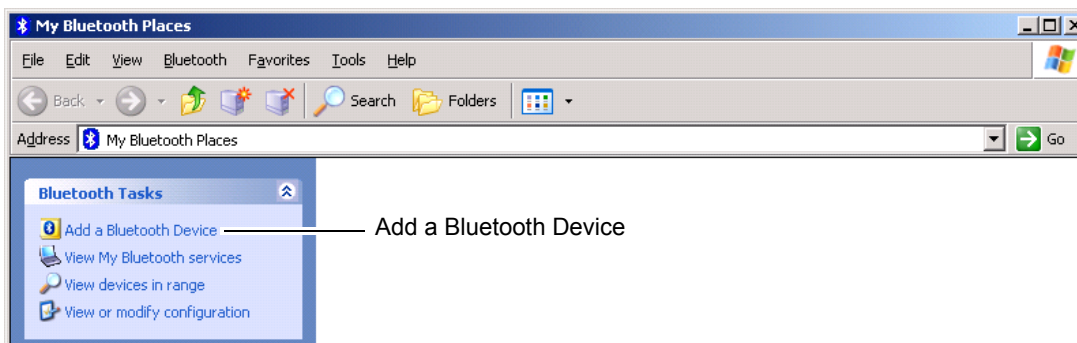 My Bluetooth Places
File Edit View Bluetooth Favorites Tools Help
Back Search Folders
Address My Bluetooth Places Go
Bluetooth Tasks
Add a Bluetooth Device Add a Bluetooth Device
View My Bluetooth services
View devices in range
View or modify configuration